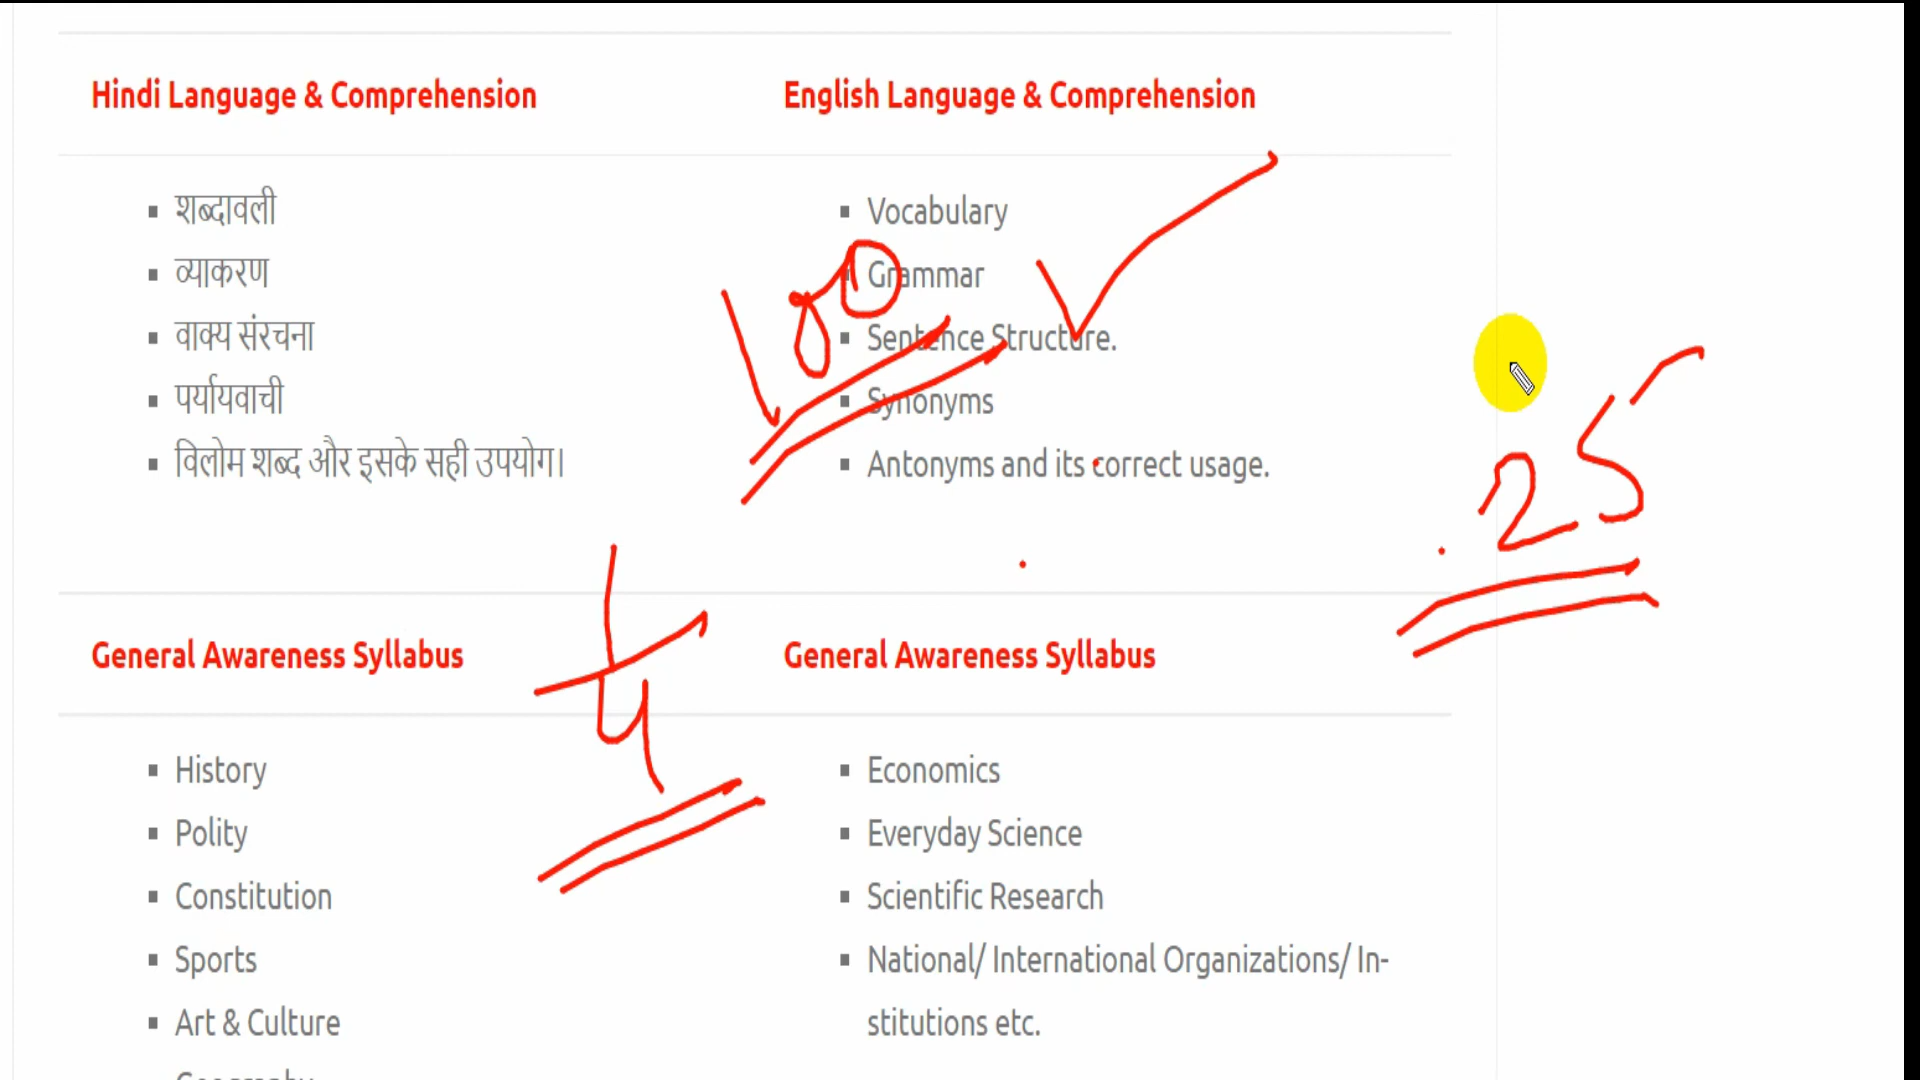 Hindi Language & Comprehension
English Language & Comprehension
शब्दावली
व्याकरण
वाक्य संरचना
पर्यायवाची
विलोम शब्द और इसके सही उपयोग।
Vocabulary
Grammar
Sentence Structure.
Synonyms
Antonyms and its correct usage.
100
.25
1/4
General Awareness Syllabus
General Awareness Syllabus
History
Polity
Constitution
Sports
Art & Culture
Economics
Everyday Science
Scientific Research
National/ International Organizations/ In-
stitutions etc.